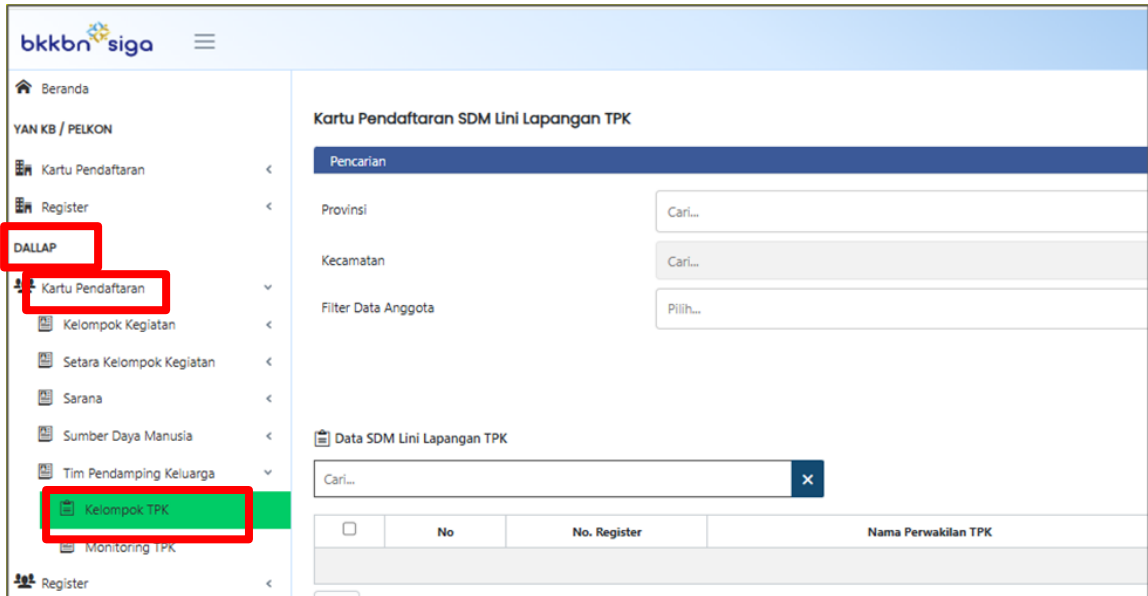 bkkbn siga
Beranda
YAN KB / PELKON
Kartu Pendaftaran
Register
DALLAP
Kartu Pendaftaran
Kelompok Kegiatan
Setara Kelompok Kegiatan
Sarana
Sumber Daya Manusia
Tim Pendamping Keluarga
Kelompok TPK
Monitoring TPK
Register
Kartu Pendaftaran SDM Lini Lapangan TPK
Pencarian
Provinsi Cari...
Kecamatan Cari...
Filter Data Anggota Pilih...
Data SDM Lini Lapangan TPK
Cari... ×
No No. Register Nama Perwakilan TPK